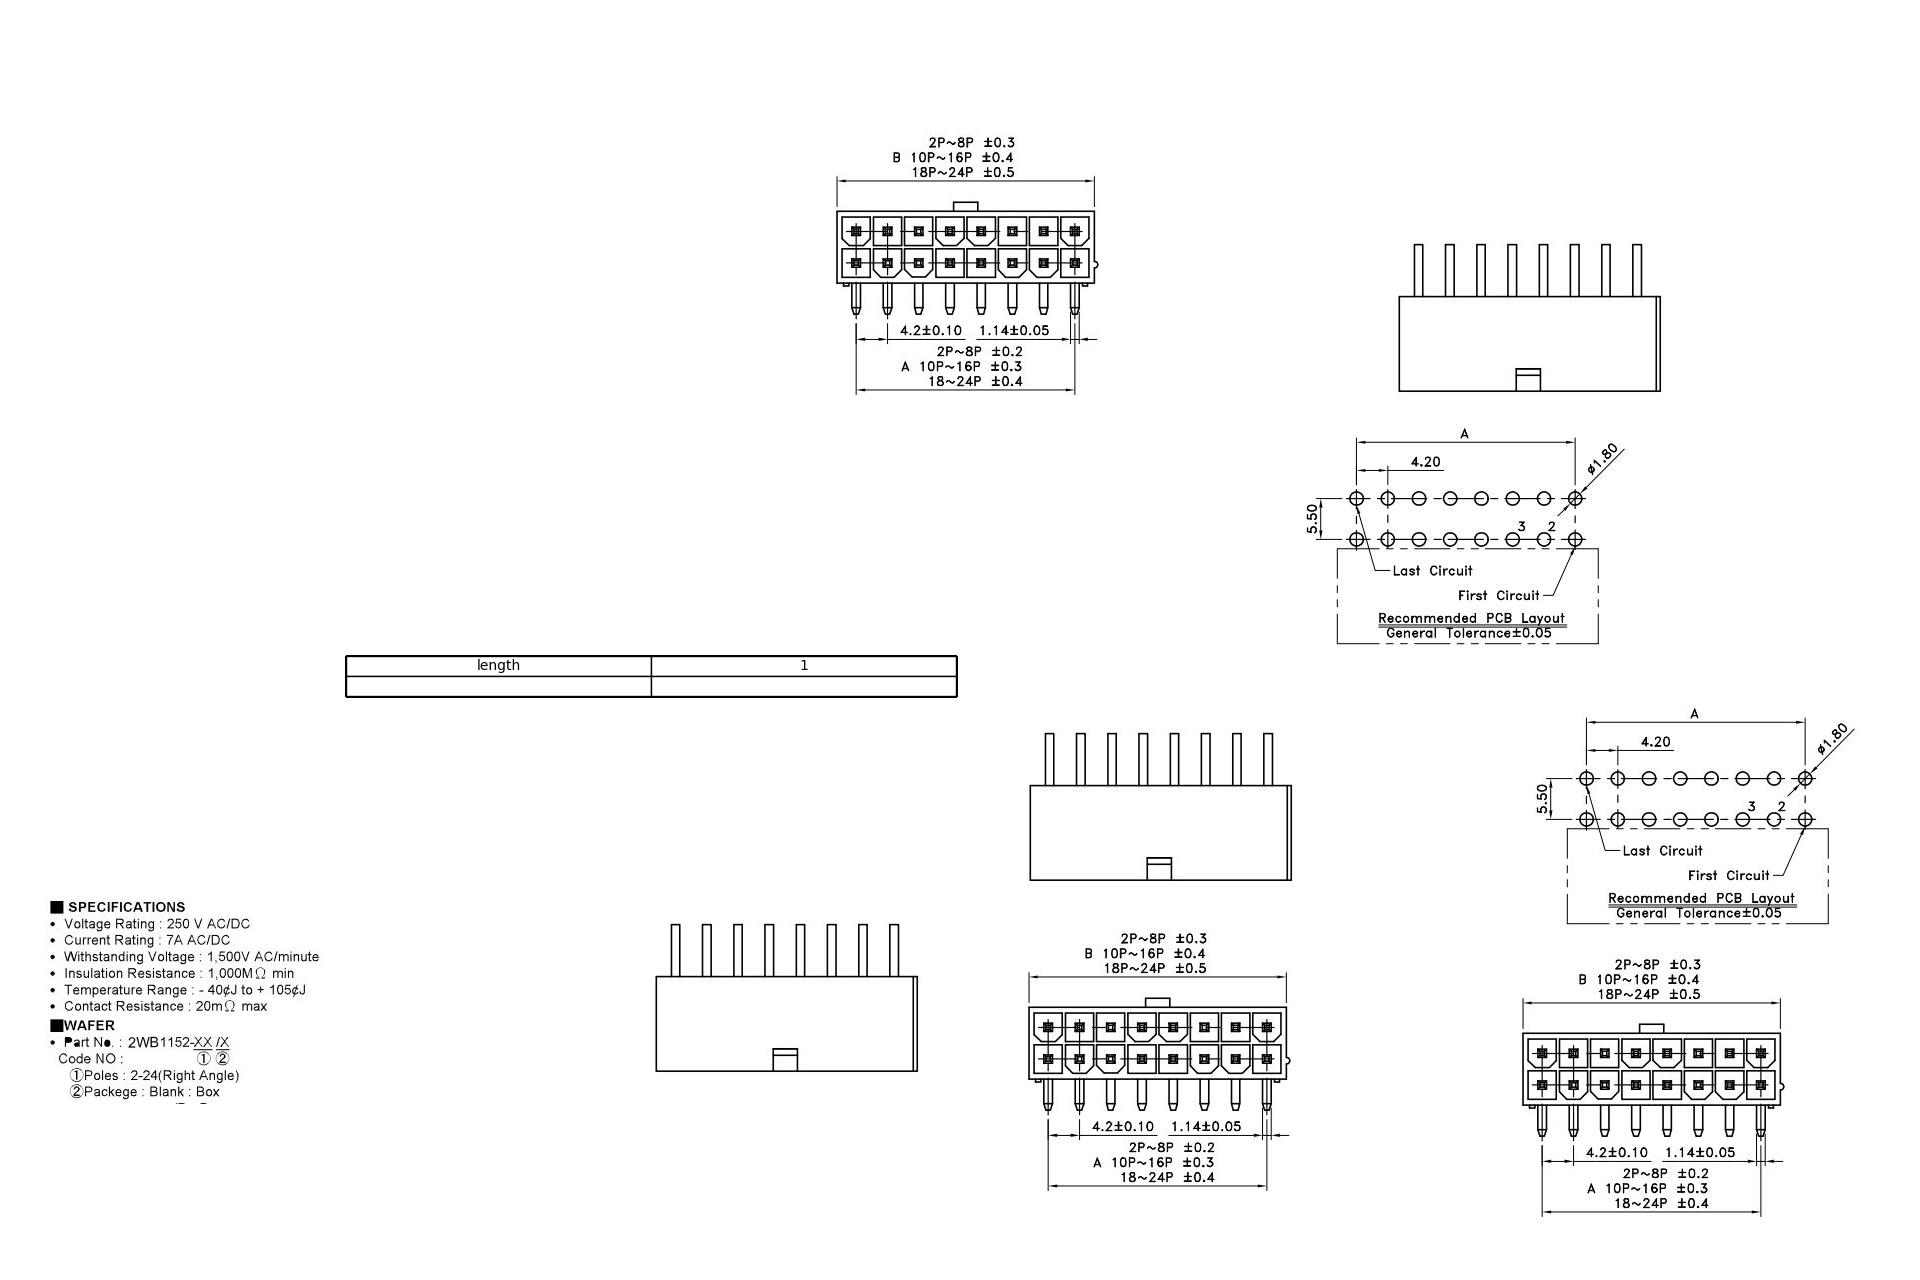 2P~8P ±0.3
B 10P~16P ±0.4
18P~24P ±0.5
4.2±0.10 1.14±0.05
2P~8P ±0.2
A 10P~16P ±0.3
18~24P ±0.4
A
4.20
ø1.80
5.50
3 2
Last Circuit
First Circuit
Recommended PCB Layout
General Tolerance±0.05
length 1
A
4.20
ø1.80
5.50
3 2
Last Circuit
First Circuit
Recommended PCB Layout
General Tolerance±0.05
■ SPECIFICATIONS
• Voltage Rating : 250 V AC/DC
• Current Rating : 7A AC/DC
• Withstanding Voltage : 1,500V AC/minute
• Insulation Resistance : 1,000MΩ min
• Temperature Range : - 40¢J to + 105¢J
• Contact Resistance : 20mΩ max
■WAFER
• Part No. : 2WB1152-XX /X
Code NO : ① ②
①Poles : 2-24(Right Angle)
②Packege : Blank : Box
2P~8P ±0.3
B 10P~16P ±0.4
18P~24P ±0.5
4.2±0.10 1.14±0.05
2P~8P ±0.2
A 10P~16P ±0.3
18~24P ±0.4
2P~8P ±0.3
B 10P~16P ±0.4
18P~24P ±0.5
4.2±0.10 1.14±0.05
2P~8P ±0.2
A 10P~16P ±0.3
18~24P ±0.4